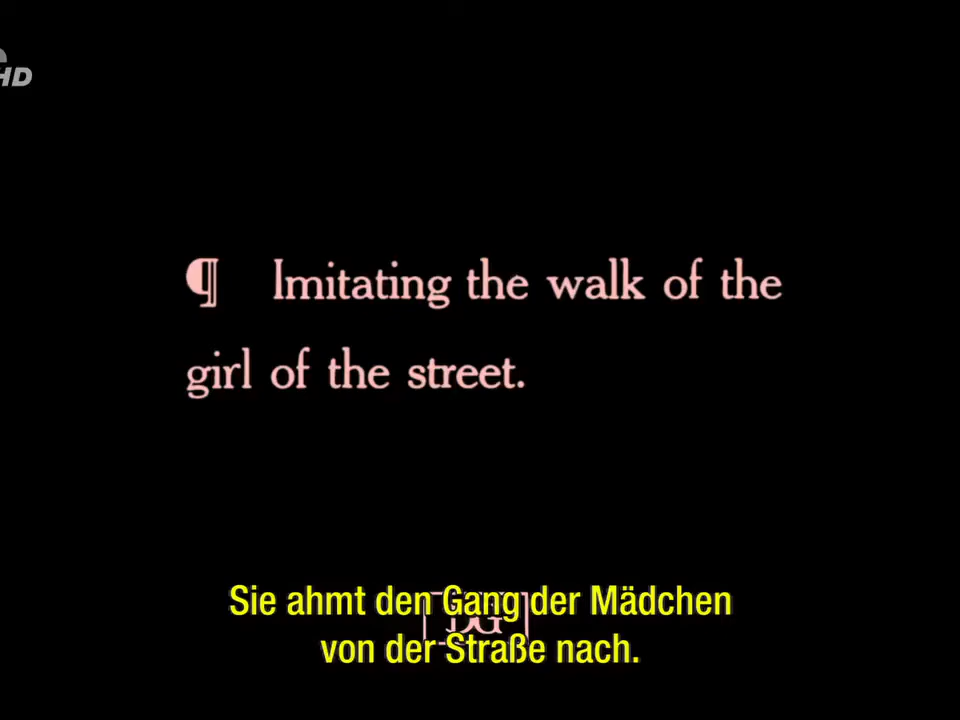 HD
¶ Imitating the walk of the
girl of the street.
DG
Sie ahmt den Gang der Mädchen
von der Straße nach.